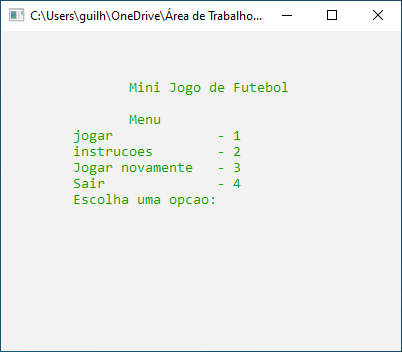 C:\Users\guilh\OneDrive\Área de Trabalho...
Mini Jogo de Futebol
Menu
jogar - 1
instrucoes - 2
Jogar novamente - 3
Sair - 4
Escolha uma opcao: